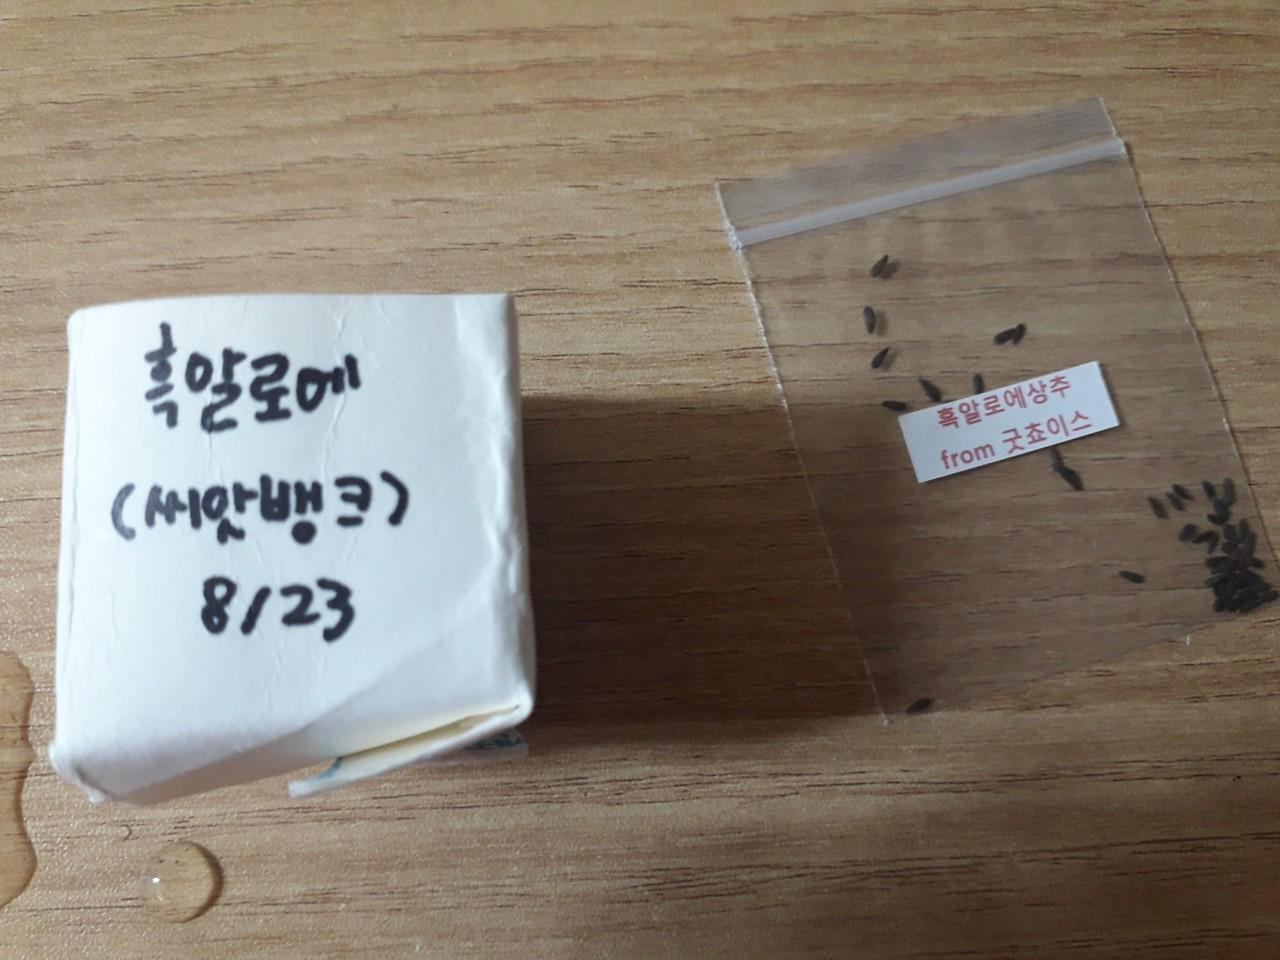 흑알로에
(씨앗뱅크)
8/23
흑알로에상추
from 굿쵸이스